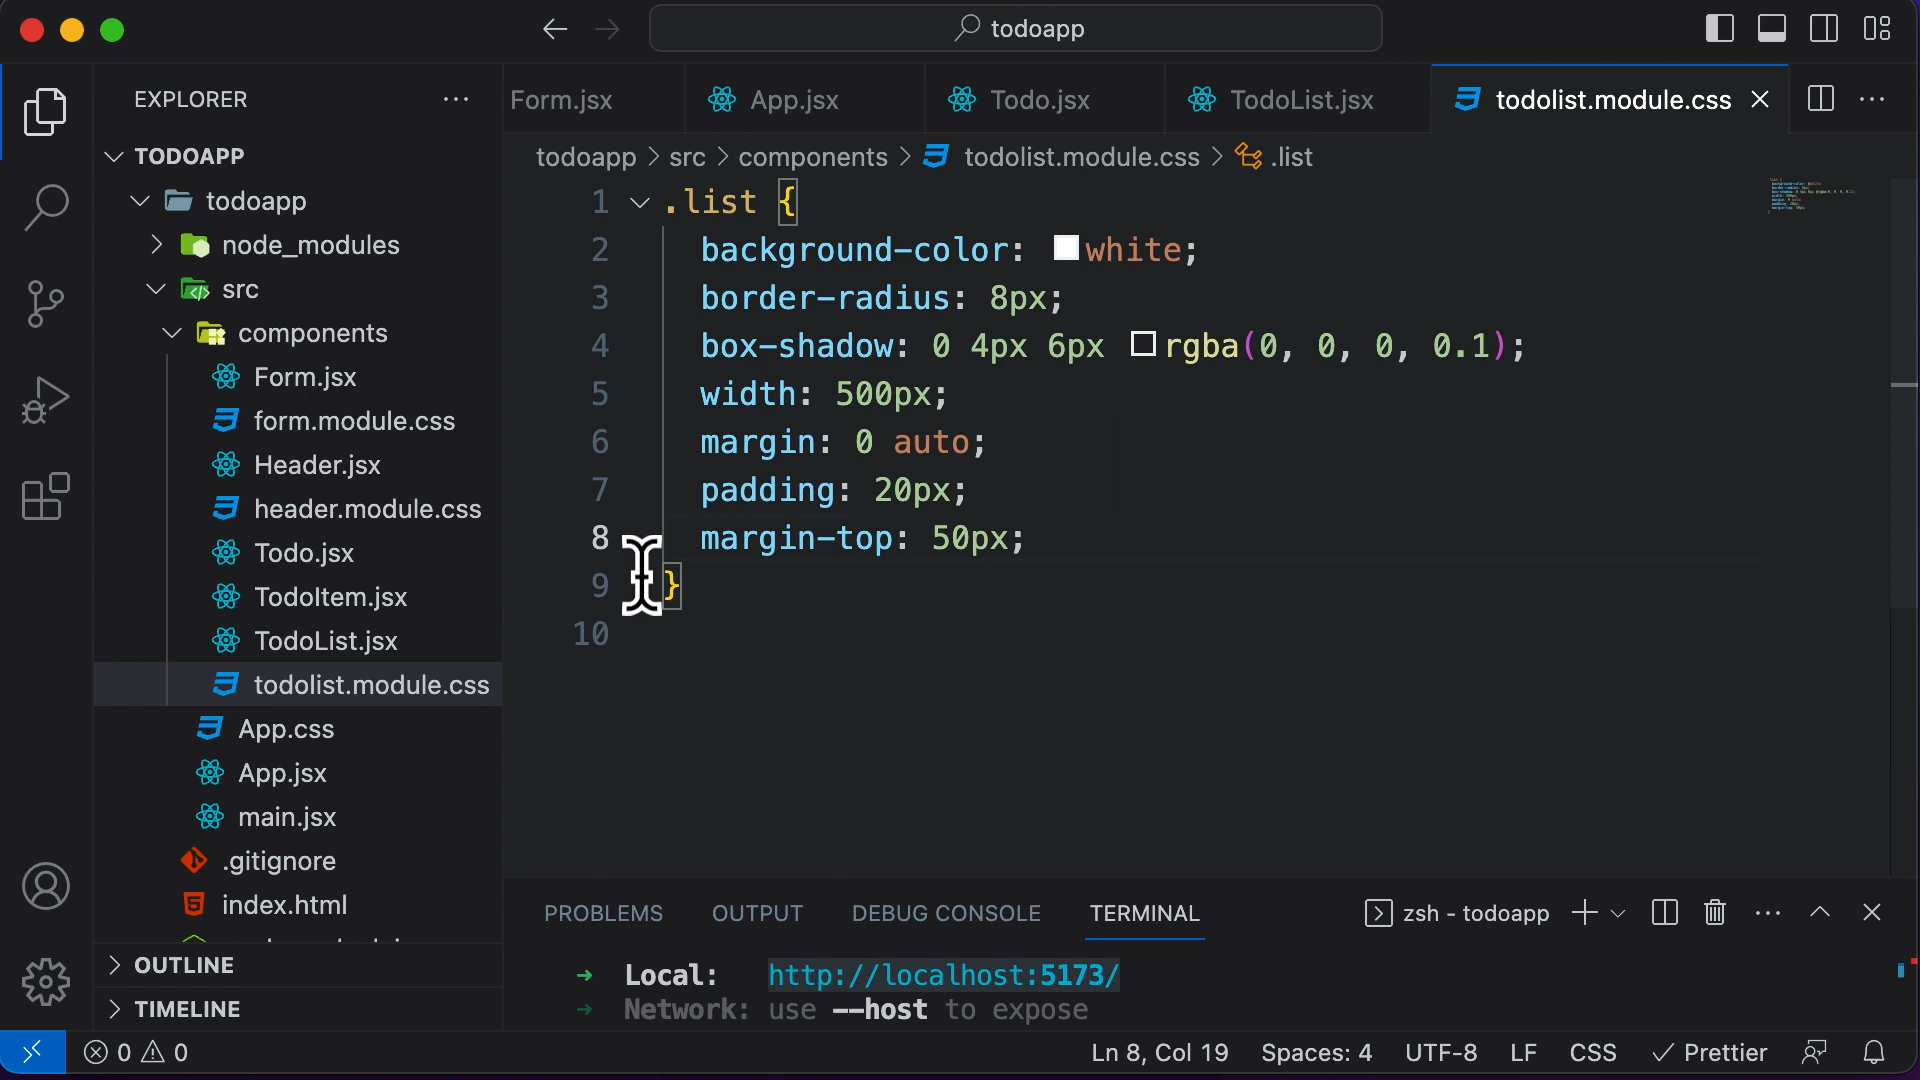 todoapp
EXPLORER
Form.jsx
App.jsx
Todo.jsx
TodoList.jsx
todolist.module.css
todoapp > src > components > todolist.module.css > .list
TODOAPP
todoapp
node_modules
src
components
Form.jsx
form.module.css
Header.jsx
header.module.css
Todo.jsx
TodoItem.jsx
TodoList.jsx
todolist.module.css
App.css
App.jsx
main.jsx
.gitignore
index.html
OUTLINE
TIMELINE
1 .list {
2 background-color: white;
3 border-radius: 8px;
4 box-shadow: 0 4px 6px rgba(0, 0, 0, 0.1);
5 width: 500px;
6 margin: 0 auto;
7 padding: 20px;
8 margin-top: 50px;
9 }
10
PROBLEMS
OUTPUT
DEBUG CONSOLE
TERMINAL
zsh - todoapp
➜ Local: http://localhost:5173/
➜ Network: use --host to expose
0 0
Ln 8, Col 19
Spaces: 4
UTF-8
LF
CSS
Prettier